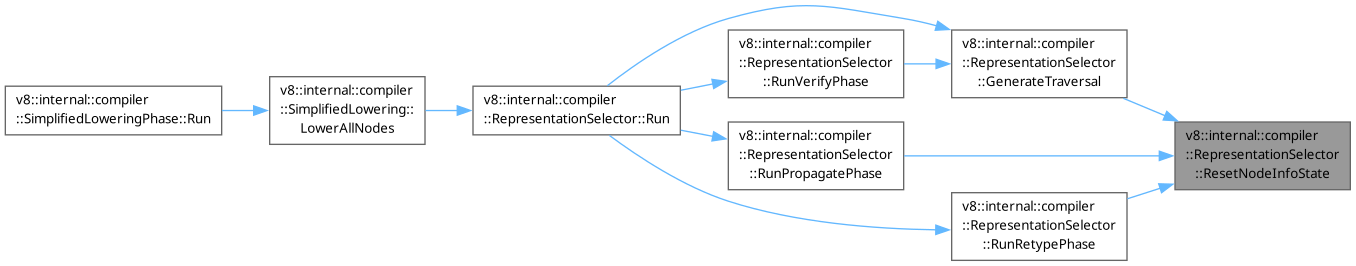 v8::internal::compiler
::SimplifiedLoweringPhase::Run
v8::internal::compiler
::SimplifiedLowering::
LowerAllNodes
v8::internal::compiler
::RepresentationSelector::Run
v8::internal::compiler
::RepresentationSelector
::RunVerifyPhase
v8::internal::compiler
::RepresentationSelector
::RunPropagatePhase
v8::internal::compiler
::RepresentationSelector
::GenerateTraversal
v8::internal::compiler
::RepresentationSelector
::RunRetypePhase
v8::internal::compiler
::RepresentationSelector
::ResetNodeInfoState